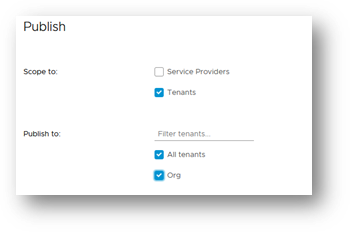 Publish
Scope to: Service Providers
Tenants
Publish to: Filter tenants...
All tenants
Org